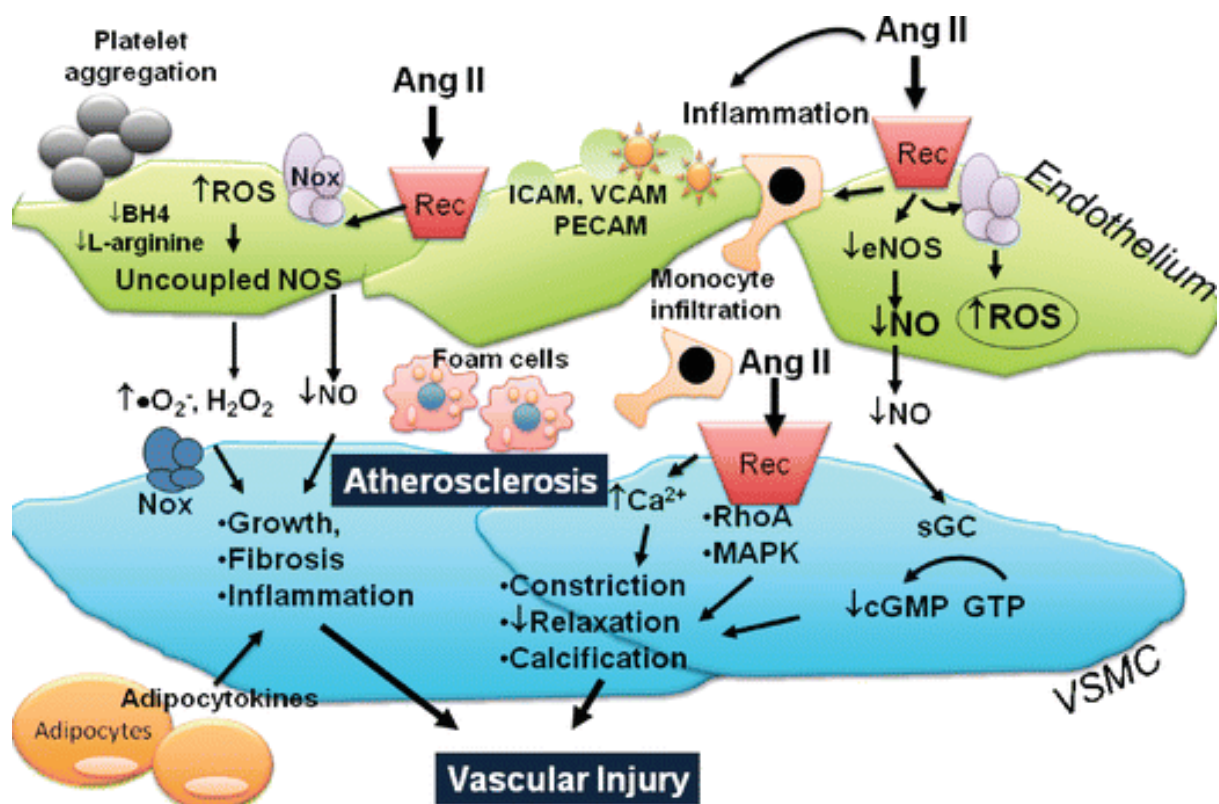 Platelet
aggregation
Ang II
Ang II
Inflammation
Nox
↑ROS
Rec
Rec
ICAM, VCAM
PECAM
Endothelium
↓BH4
↓L-arginine
Uncoupled NOS
↓eNOS
Monocyte
infiltration
↓NO
↑ROS
Foam cells
Ang II
↑•O₂⁻, H₂O₂
↓NO
↓NO
Rec
Nox
Atherosclerosis
↑Ca²⁺
•RhoA
•MAPK
sGC
•Growth,
•Fibrosis
•Inflammation
•Constriction
•↓Relaxation
•Calcification
↓cGMP GTP
VSMC
Adipocytokines
Adipocytes
Vascular Injury